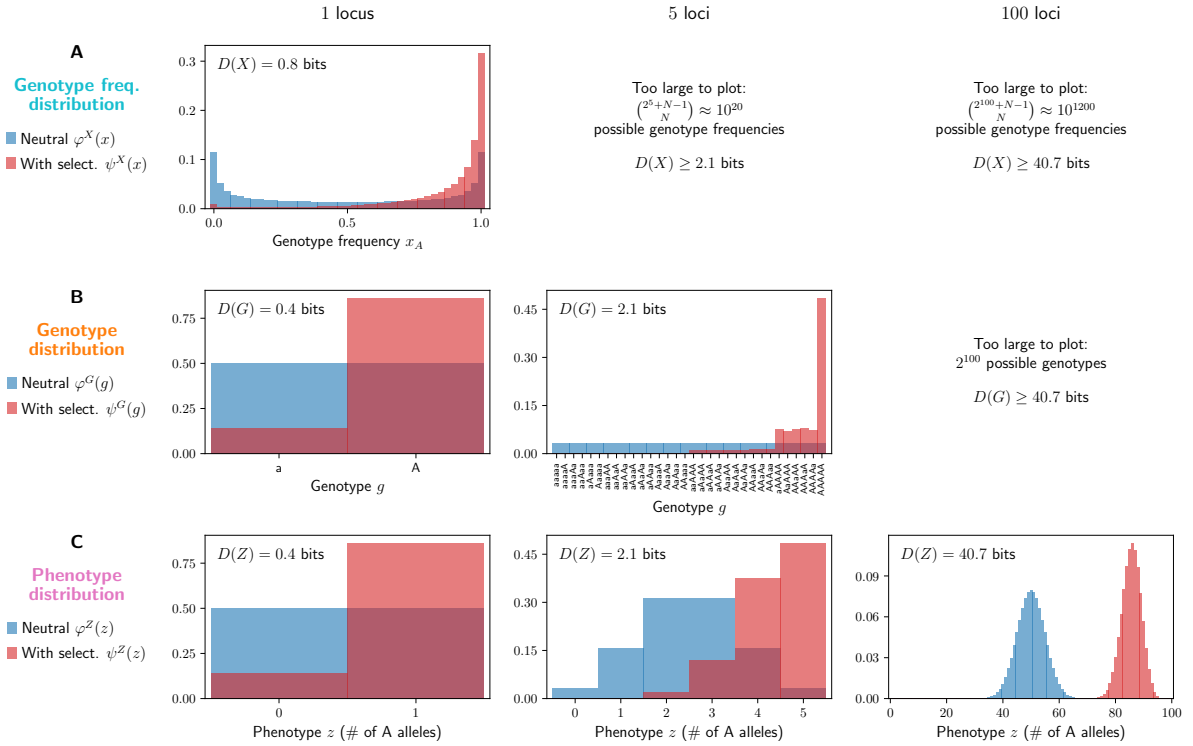 1 locus
5 loci
100 loci
A
Genotype freq.
distribution
Neutral φ^X(x)
With select. ψ^X(x)
D(X) = 0.8 bits
0.3
0.2
0.1
0.0
0.0
0.5
1.0
Genotype frequency x_A
Too large to plot:
(2^5+N−1 N) ≈ 10^20
possible genotype frequencies
D(X) ≥ 2.1 bits
Too large to plot:
(2^100+N−1 N) ≈ 10^1200
possible genotype frequencies
D(X) ≥ 40.7 bits
B
Genotype
distribution
Neutral φ^G(g)
With select. ψ^G(g)
D(G) = 0.4 bits
0.75
0.50
0.25
0.00
a
A
Genotype g
D(G) = 2.1 bits
0.45
0.30
0.15
0.00
Genotype g
Too large to plot:
2^100 possible genotypes
D(G) ≥ 40.7 bits
C
Phenotype
distribution
Neutral φ^Z(z)
With select. ψ^Z(z)
D(Z) = 0.4 bits
0.75
0.50
0.25
0.00
0
1
Phenotype z (# of A alleles)
D(Z) = 2.1 bits
0.45
0.30
0.15
0.00
0
1
2
3
4
5
Phenotype z (# of A alleles)
D(Z) = 40.7 bits
0.09
0.06
0.03
0.00
0
20
40
60
80
100
Phenotype z (# of A alleles)